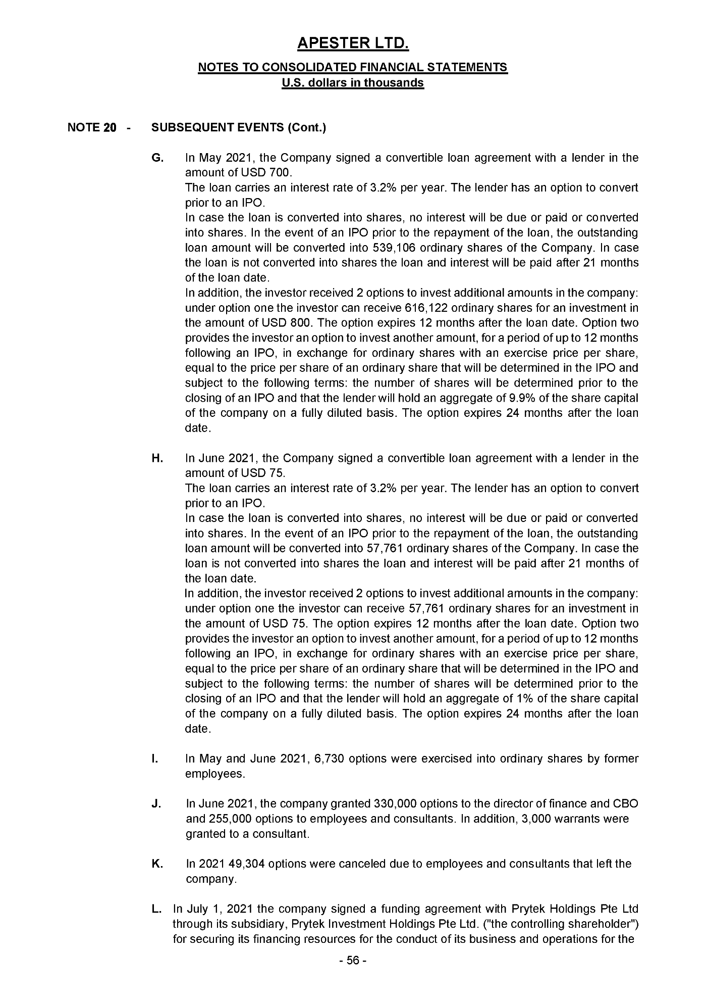 APESTER LTD.
NOTES TO CONSOLIDATED FINANCIAL STATEMENTS
U.S. dollars in thousands
NOTE 20 - SUBSEQUENT EVENTS (Cont.)
G. In May 2021, the Company signed a convertible loan agreement with a lender in the
amount of USD 700.
The loan carries an interest rate of 3.2% per year. The lender has an option to convert
prior to an IPO.
In case the loan is converted into shares, no interest will be due or paid or converted
into shares. In the event of an IPO prior to the repayment of the loan, the outstanding
loan amount will be converted into 539,106 ordinary shares of the Company. In case
the loan is not converted into shares the loan and interest will be paid after 21 months
of the loan date.
In addition, the investor received 2 options to invest additional amounts in the company:
under option one the investor can receive 616,122 ordinary shares for an investment in
the amount of USD 800. The option expires 12 months after the loan date. Option two
provides the investor an option to invest another amount, for a period of up to 12 months
following an IPO, in exchange for ordinary shares with an exercise price per share,
equal to the price per share of an ordinary share that will be determined in the IPO and
subject to the following terms: the number of shares will be determined prior to the
closing of an IPO and that the lender will hold an aggregate of 9.9% of the share capital
of the company on a fully diluted basis. The option expires 24 months after the loan
date.
H. In June 2021, the Company signed a convertible loan agreement with a lender in the
amount of USD 75.
The loan carries an interest rate of 3.2% per year. The lender has an option to convert
prior to an IPO.
In case the loan is converted into shares, no interest will be due or paid or converted
into shares. In the event of an IPO prior to the repayment of the loan, the outstanding
loan amount will be converted into 57,761 ordinary shares of the Company. In case the
loan is not converted into shares the loan and interest will be paid after 21 months of
the loan date.
In addition, the investor received 2 options to invest additional amounts in the company:
under option one the investor can receive 57,761 ordinary shares for an investment in
the amount of USD 75. The option expires 12 months after the loan date. Option two
provides the investor an option to invest another amount, for a period of up to 12 months
following an IPO, in exchange for ordinary shares with an exercise price per share,
equal to the price per share of an ordinary share that will be determined in the IPO and
subject to the following terms: the number of shares will be determined prior to the
closing of an IPO and that the lender will hold an aggregate of 1% of the share capital
of the company on a fully diluted basis. The option expires 24 months after the loan
date.
I. In May and June 2021, 6,730 options were exercised into ordinary shares by former
employees.
J. In June 2021, the company granted 330,000 options to the director of finance and CBO
and 255,000 options to employees and consultants. In addition, 3,000 warrants were
granted to a consultant.
K. In 2021 49,304 options were canceled due to employees and consultants that left the
company.
L. In July 1, 2021 the company signed a funding agreement with Prytek Holdings Pte Ltd
through its subsidiary, Prytek Investment Holdings Pte Ltd. ("the controlling shareholder")
for securing its financing resources for the conduct of its business and operations for the
- 56 -